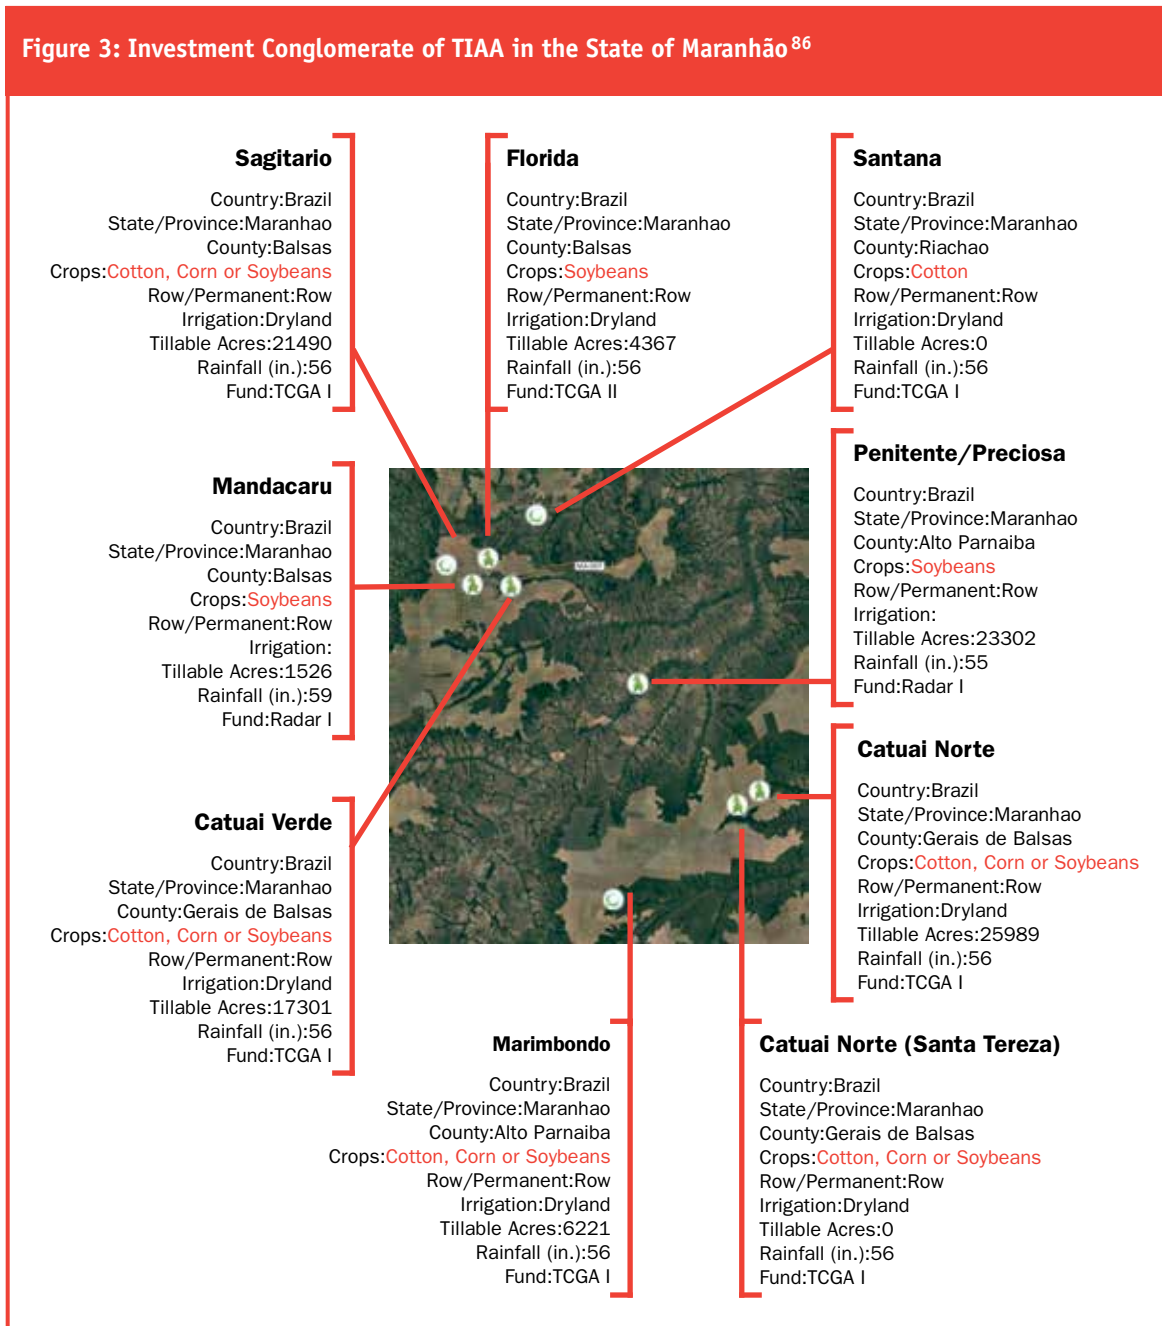 Figure 3: Investment Conglomerate of TIAA in the State of Maranhão 86
Sagitario
Country:Brazil
State/Province:Maranhao
County:Balsas
Crops:Cotton, Corn or Soybeans
Row/Permanent:Row
Irrigation:Dryland
Tillable Acres:21490
Rainfall (in.):56
Fund:TCGA I
Florida
Country:Brazil
State/Province:Maranhao
County:Balsas
Crops:Soybeans
Row/Permanent:Row
Irrigation:Dryland
Tillable Acres:4367
Rainfall (in.):56
Fund:TCGA II
Santana
Country:Brazil
State/Province:Maranhao
County:Riachao
Crops:Cotton
Row/Permanent:Row
Irrigation:Dryland
Tillable Acres:0
Rainfall (in.):56
Fund:TCGA I
Mandacaru
Country:Brazil
State/Province:Maranhao
County:Balsas
Crops:Soybeans
Row/Permanent:Row
Irrigation:
Tillable Acres:1526
Rainfall (in.):59
Fund:Radar I
Penitente/Preciosa
Country:Brazil
State/Province:Maranhao
County:Alto Parnaiba
Crops:Soybeans
Row/Permanent:Row
Irrigation:
Tillable Acres:23302
Rainfall (in.):55
Fund:Radar I
Catuai Verde
Country:Brazil
State/Province:Maranhao
County:Gerais de Balsas
Crops:Cotton, Corn or Soybeans
Row/Permanent:Row
Irrigation:Dryland
Tillable Acres:17301
Rainfall (in.):56
Fund:TCGA I
Catuai Norte
Country:Brazil
State/Province:Maranhao
County:Gerais de Balsas
Crops:Cotton, Corn or Soybeans
Row/Permanent:Row
Irrigation:Dryland
Tillable Acres:25989
Rainfall (in.):56
Fund:TCGA I
Marimbondo
Country:Brazil
State/Province:Maranhao
County:Alto Parnaiba
Crops:Cotton, Corn or Soybeans
Row/Permanent:Row
Irrigation:Dryland
Tillable Acres:6221
Rainfall (in.):56
Fund:TCGA I
Catuai Norte (Santa Tereza)
Country:Brazil
State/Province:Maranhao
County:Gerais de Balsas
Crops:Cotton, Corn or Soybeans
Row/Permanent:Row
Irrigation:Dryland
Tillable Acres:0
Rainfall (in.):56
Fund:TCGA I